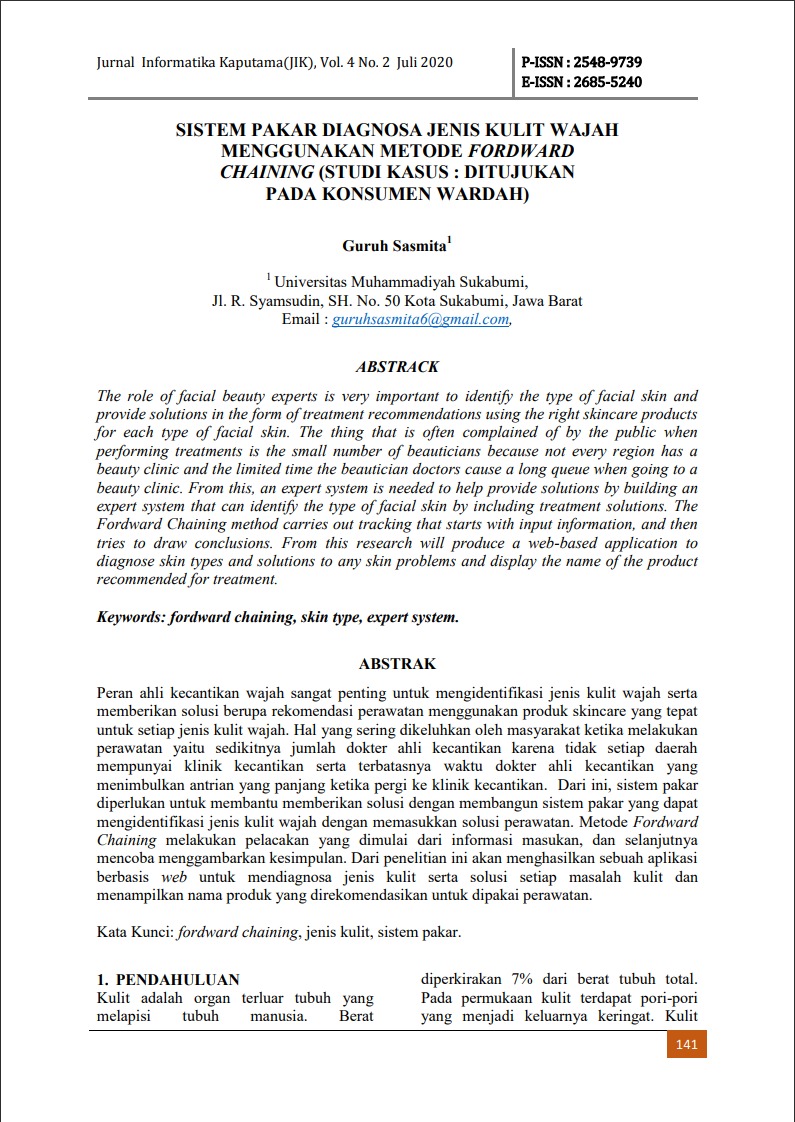 Jurnal Informatika Kaputama(JIK), Vol. 4 No. 2 Juli 2020
P-ISSN : 2548-9739
E-ISSN : 2685-5240
SISTEM PAKAR DIAGNOSA JENIS KULIT WAJAH
MENGGUNAKAN METODE FORDWARD
CHAINING (STUDI KASUS : DITUJUKAN
PADA KONSUMEN WARDAH)
Guruh Sasmita1
1 Universitas Muhammadiyah Sukabumi,
Jl. R. Syamsudin, SH. No. 50 Kota Sukabumi, Jawa Barat
Email : guruhsasmita6@gmail.com,
ABSTRACK
The role of facial beauty experts is very important to identify the type of facial skin and
provide solutions in the form of treatment recommendations using the right skincare products
for each type of facial skin. The thing that is often complained of by the public when
performing treatments is the small number of beauticians because not every region has a
beauty clinic and the limited time the beautician doctors cause a long queue when going to a
beauty clinic. From this, an expert system is needed to help provide solutions by building an
expert system that can identify the type of facial skin by including treatment solutions. The
Fordward Chaining method carries out tracking that starts with input information, and then
tries to draw conclusions. From this research will produce a web-based application to
diagnose skin types and solutions to any skin problems and display the name of the product
recommended for treatment.
Keywords: fordward chaining, skin type, expert system.
ABSTRAK
Peran ahli kecantikan wajah sangat penting untuk mengidentifikasi jenis kulit wajah serta
memberikan solusi berupa rekomendasi perawatan menggunakan produk skincare yang tepat
untuk setiap jenis kulit wajah. Hal yang sering dikeluhkan oleh masyarakat ketika melakukan
perawatan yaitu sedikitnya jumlah dokter ahli kecantikan karena tidak setiap daerah
mempunyai klinik kecantikan serta terbatasnya waktu dokter ahli kecantikan yang
menimbulkan antrian yang panjang ketika pergi ke klinik kecantikan. Dari ini, sistem pakar
diperlukan untuk membantu memberikan solusi dengan membangun sistem pakar yang dapat
mengidentifikasi jenis kulit wajah dengan memasukkan solusi perawatan. Metode Fordward
Chaining melakukan pelacakan yang dimulai dari informasi masukan, dan selanjutnya
mencoba menggambarkan kesimpulan. Dari penelitian ini akan menghasilkan sebuah aplikasi
berbasis web untuk mendiagnosa jenis kulit serta solusi setiap masalah kulit dan
menampilkan nama produk yang direkomendasikan untuk dipakai perawatan.
Kata Kunci: fordward chaining, jenis kulit, sistem pakar.
1. PENDAHULUAN
Kulit adalah organ terluar tubuh yang
melapisi tubuh manusia. Berat
diperkirakan 7% dari berat tubuh total.
Pada permukaan kulit terdapat pori-pori
yang menjadi keluarnya keringat. Kulit
141